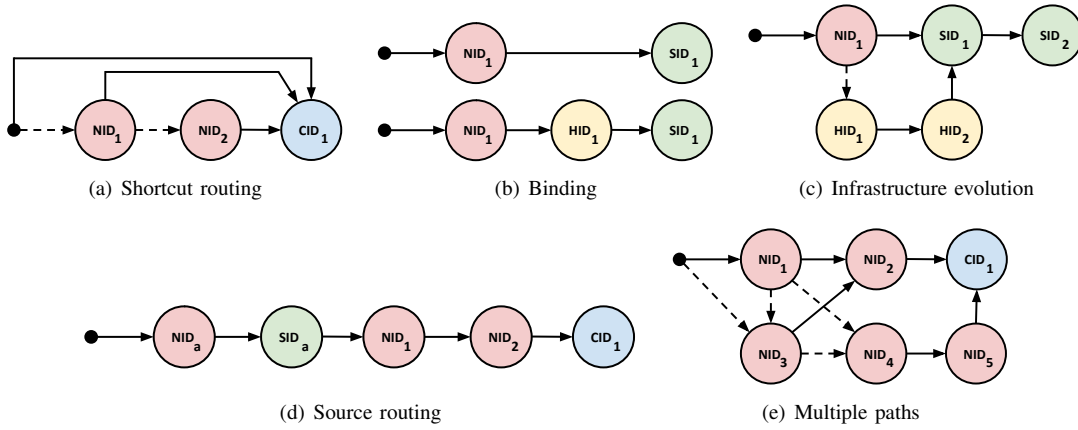 NID1 NID2 CID1
(a) Shortcut routing
NID1 SID1
NID1 HID1 SID1
(b) Binding
NID1 SID1 SID2
HID1 HID2
(c) Infrastructure evolution
NIDa SIDa NID1 NID2 CID1
(d) Source routing
NID1 NID2 CID1
NID3 NID4 NID5
(e) Multiple paths